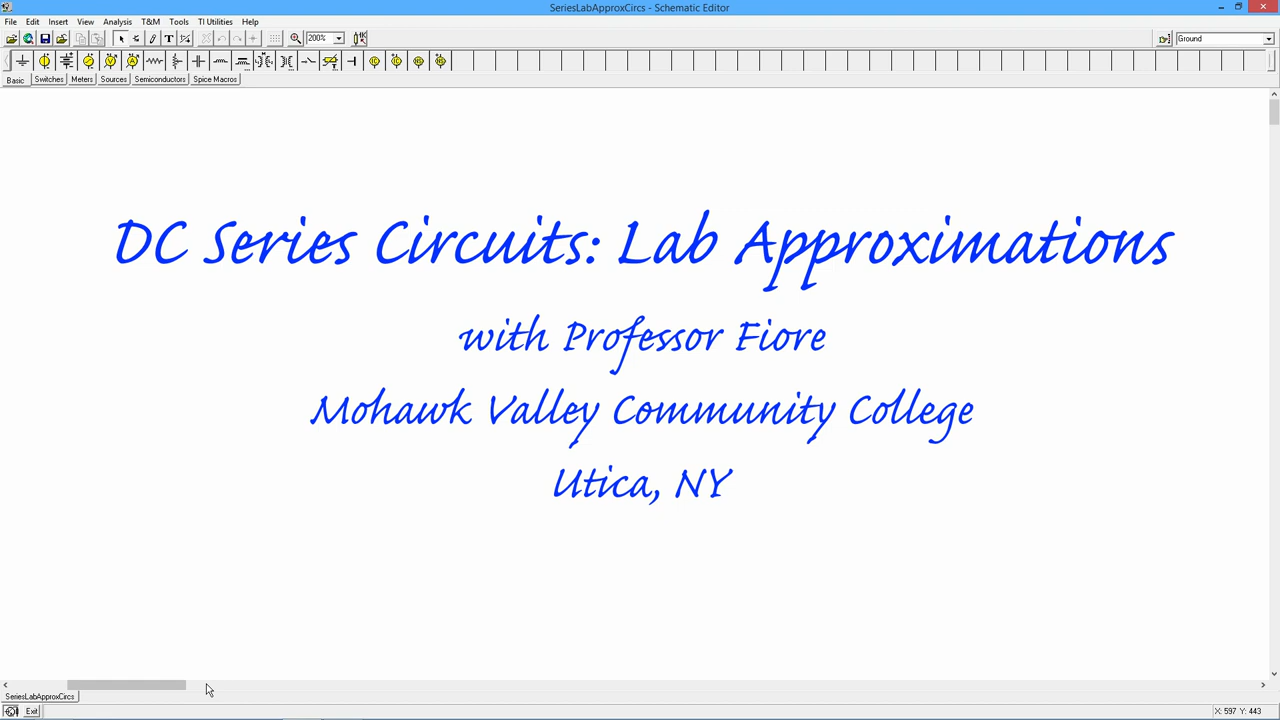 SeriesLabApproxCircs - Schematic Editor
File Edit Insert View Analysis T&M Tools TI Utilities Help
200% Ground
Basic Switches Meters Sources Semiconductors Spice Macros
DC Series Circuits: Lab Approximations
with Professor Fiore
Mohawk Valley Community College
Utica, NY
SeriesLabApproxCircs
Exit X: 597 Y: 443